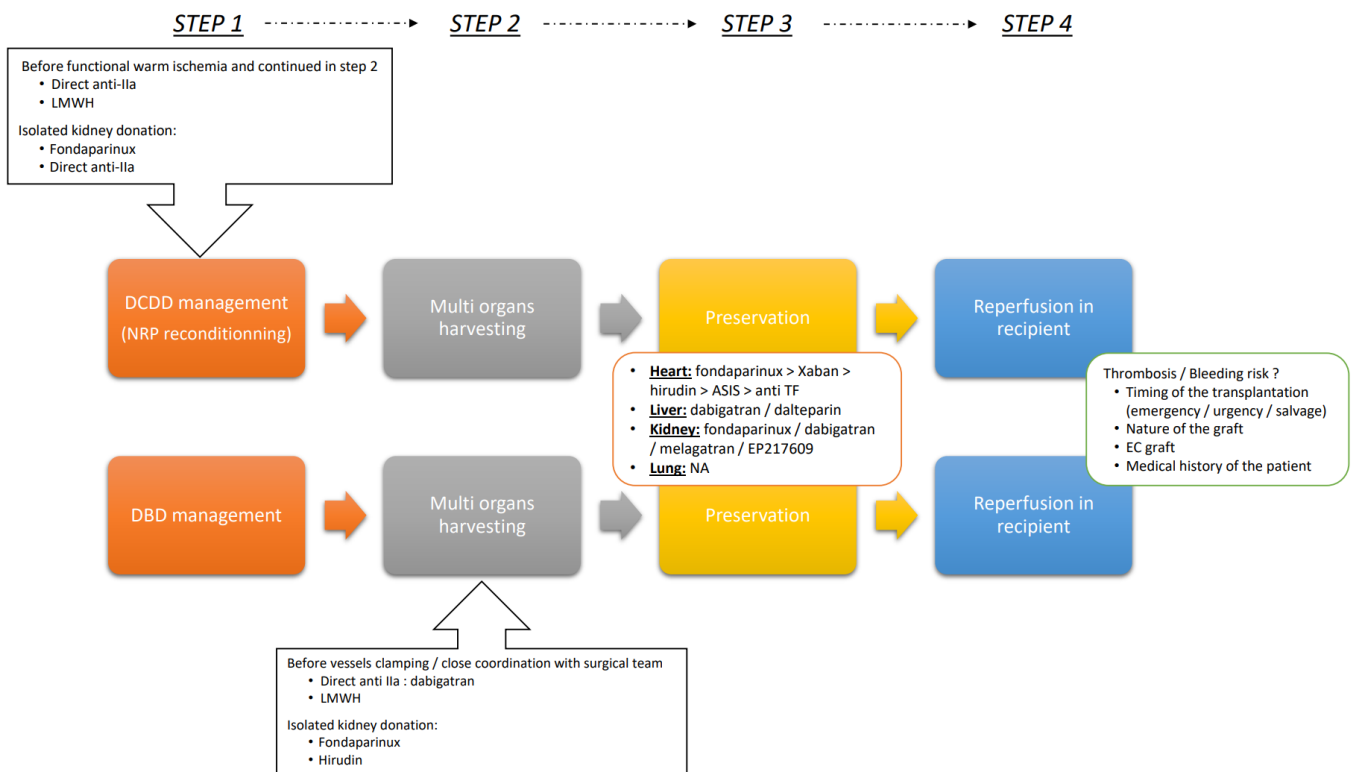 STEP 1
STEP 2
STEP 3
STEP 4
Before functional warm ischemia and continued in step 2
• Direct anti-IIa
• LMWH
Isolated kidney donation:
• Fondaparinux
• Direct anti-IIa
DCDD management
(NRP reconditionning)
Multi organs
harvesting
Preservation
Reperfusion in
recipient
• Heart: fondaparinux > Xaban >
hirudin > ASIS > anti TF
• Liver: dabigatran / dalteparin
• Kidney: fondaparinux / dabigatran
/ melagatran / EP217609
• Lung: NA
Thrombosis / Bleeding risk ?
• Timing of the transplantation
(emergency / urgency / salvage)
• Nature of the graft
• EC graft
• Medical history of the patient
DBD management
Multi organs
harvesting
Preservation
Reperfusion in
recipient
Before vessels clamping / close coordination with surgical team
• Direct anti IIa : dabigatran
• LMWH
Isolated kidney donation:
• Fondaparinux
• Hirudin